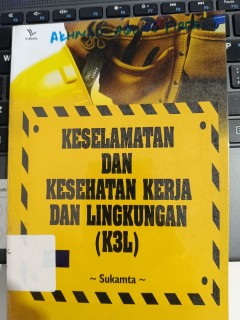 KESELAMATAN
DAN
KESEHATAN KERJA
DAN LINGKUNGAN
(K3L)
~ Sukamta ~